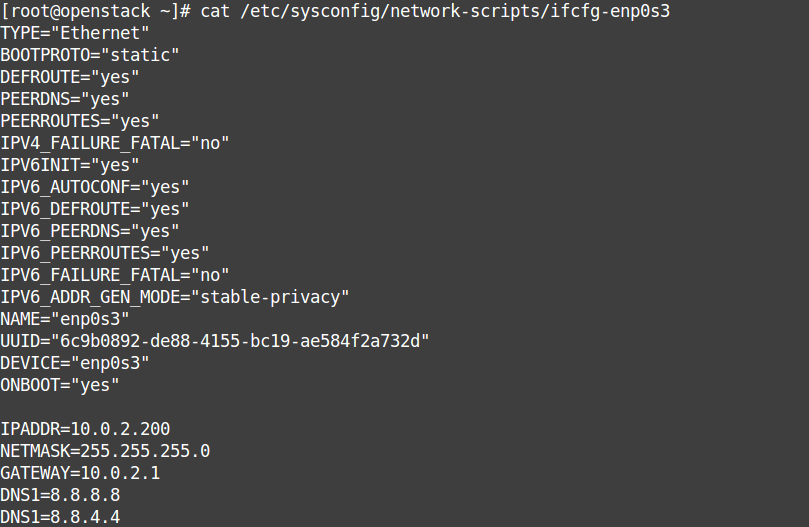 [root@openstack ~]# cat /etc/sysconfig/network-scripts/ifcfg-enp0s3
TYPE="Ethernet"
BOOTPROTO="static"
DEFROUTE="yes"
PEERDNS="yes"
PEERROUTES="yes"
IPV4_FAILURE_FATAL="no"
IPV6INIT="yes"
IPV6_AUTOCONF="yes"
IPV6_DEFROUTE="yes"
IPV6_PEERDNS="yes"
IPV6_PEERROUTES="yes"
IPV6_FAILURE_FATAL="no"
IPV6_ADDR_GEN_MODE="stable-privacy"
NAME="enp0s3"
UUID="6c9b0892-de88-4155-bc19-ae584f2a732d"
DEVICE="enp0s3"
ONBOOT="yes"
IPADDR=10.0.2.200
NETMASK=255.255.255.0
GATEWAY=10.0.2.1
DNS1=8.8.8.8
DNS1=8.8.4.4